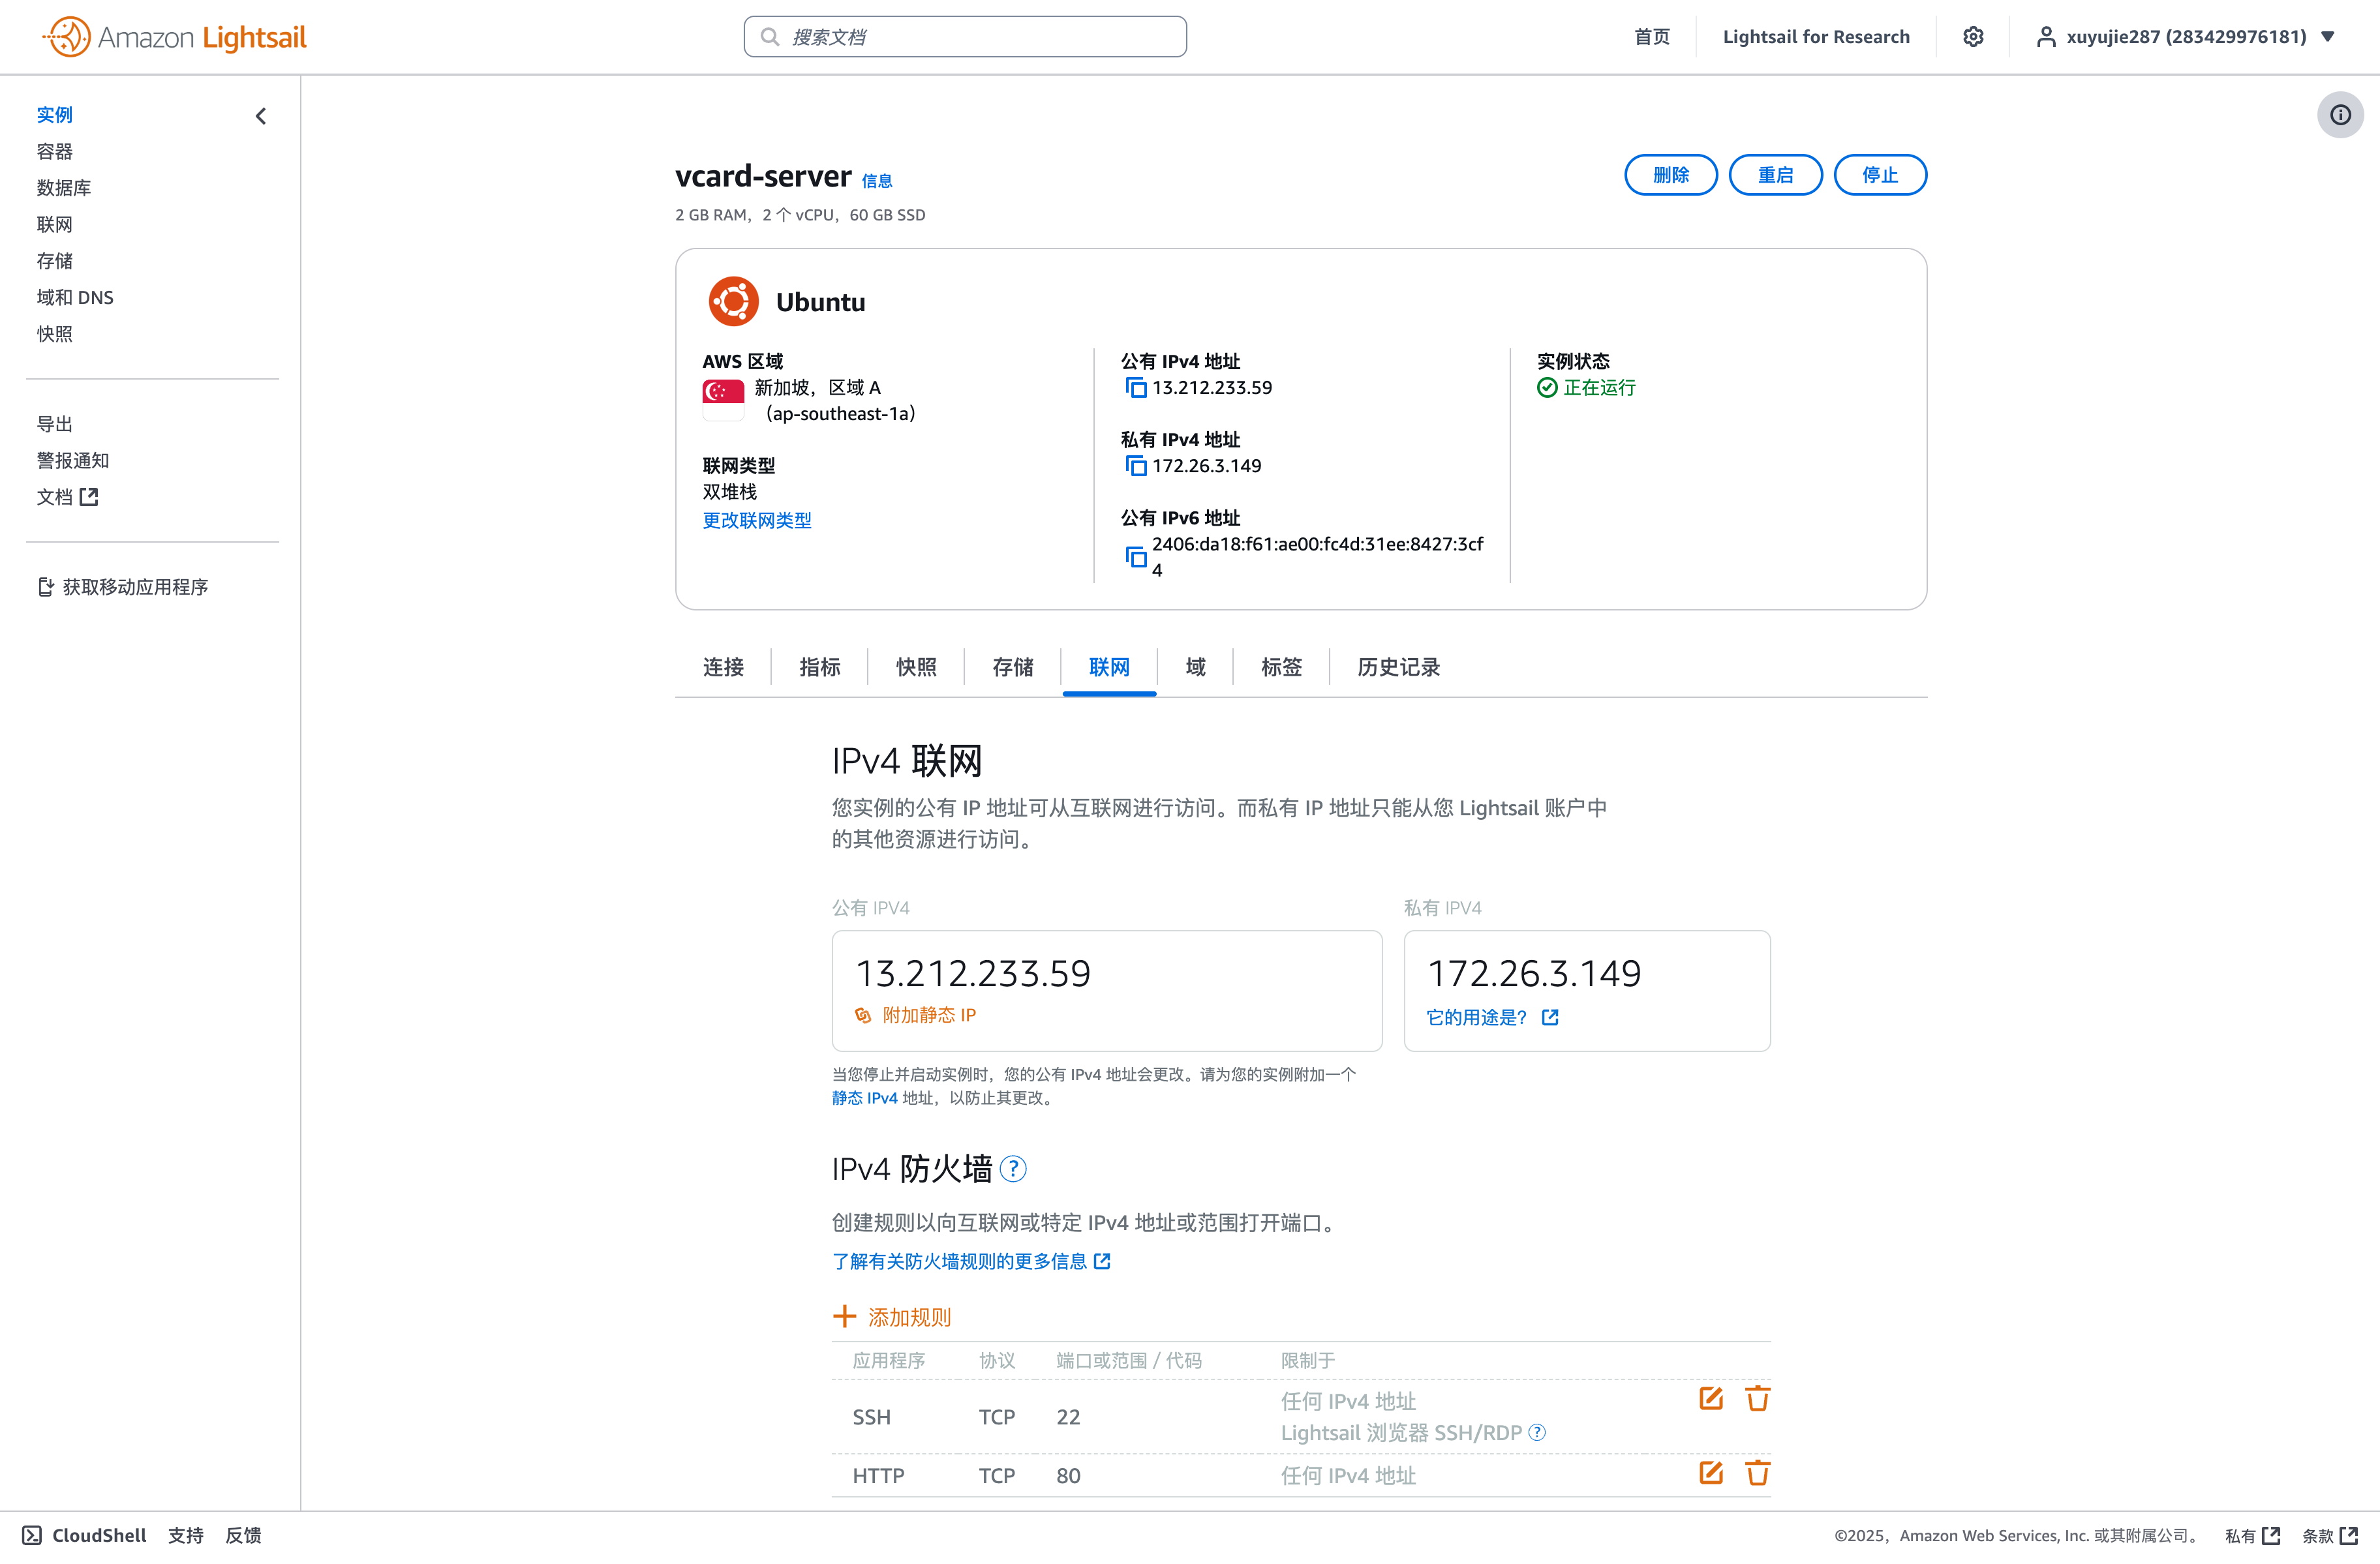 Amazon Lightsail
搜索文档
首页
Lightsail for Research
xuyujie287 (283429976181)
实例
容器
数据库
联网
存储
域和 DNS
快照
导出
警报通知
文档
获取移动应用程序
vcard-server 信息
删除
重启
停止
2 GB RAM，2 个 vCPU，60 GB SSD
Ubuntu
AWS 区域
新加坡，区域 A
（ap-southeast-1a）
联网类型
双堆栈
更改联网类型
公有 IPv4 地址
13.212.233.59
私有 IPv4 地址
172.26.3.149
公有 IPv6 地址
2406:da18:f61:ae00:fc4d:31ee:8427:3cf
4
实例状态
正在运行
连接
指标
快照
存储
联网
域
标签
历史记录
IPv4 联网
您实例的公有 IP 地址可从互联网进行访问。而私有 IP 地址只能从您 Lightsail 账户中
的其他资源进行访问。
公有 IPV4
13.212.233.59
附加静态 IP
私有 IPV4
172.26.3.149
它的用途是?
当您停止并启动实例时，您的公有 IPv4 地址会更改。请为您的实例附加一个
静态 IPv4 地址，以防止其更改。
IPv4 防火墙 ?
创建规则以向互联网或特定 IPv4 地址或范围打开端口。
了解有关防火墙规则的更多信息
添加规则
应用程序 协议 端口或范围 / 代码 限制于
SSH TCP 22 任何 IPv4 地址
Lightsail 浏览器 SSH/RDP ?
HTTP TCP 80 任何 IPv4 地址
CloudShell 支持 反馈
©2025，Amazon Web Services, Inc. 或其附属公司。 私有 条款